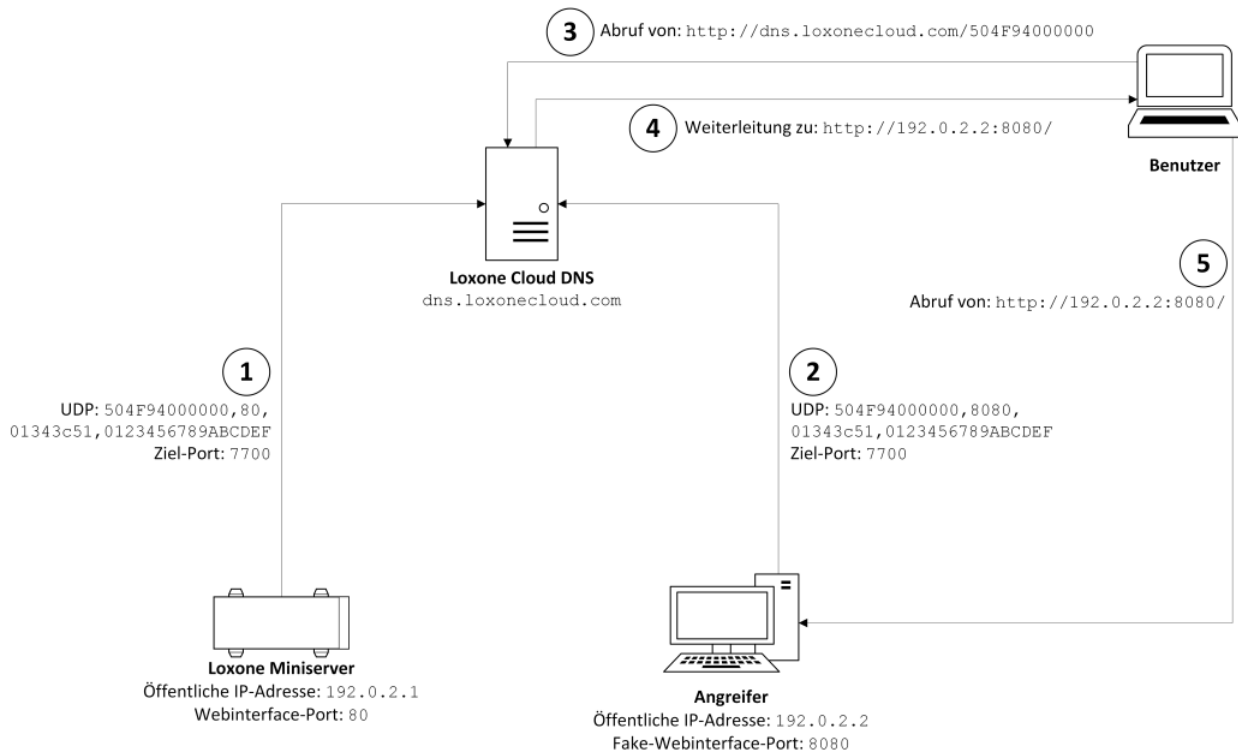 3
Abruf von: http://dns.loxonecloud.com/504F94000000
4
Weiterleitung zu: http://192.0.2.2:8080/
Benutzer
Loxone Cloud DNS
dns.loxonecloud.com
5
Abruf von: http://192.0.2.2:8080/
1
UDP: 504F94000000,80,
01343c51,0123456789ABCDEF
Ziel-Port: 7700
2
UDP: 504F94000000,8080,
01343c51,0123456789ABCDEF
Ziel-Port: 7700
Loxone Miniserver
Öffentliche IP-Adresse: 192.0.2.1
Webinterface-Port: 80
Angreifer
Öffentliche IP-Adresse: 192.0.2.2
Fake-Webinterface-Port: 8080